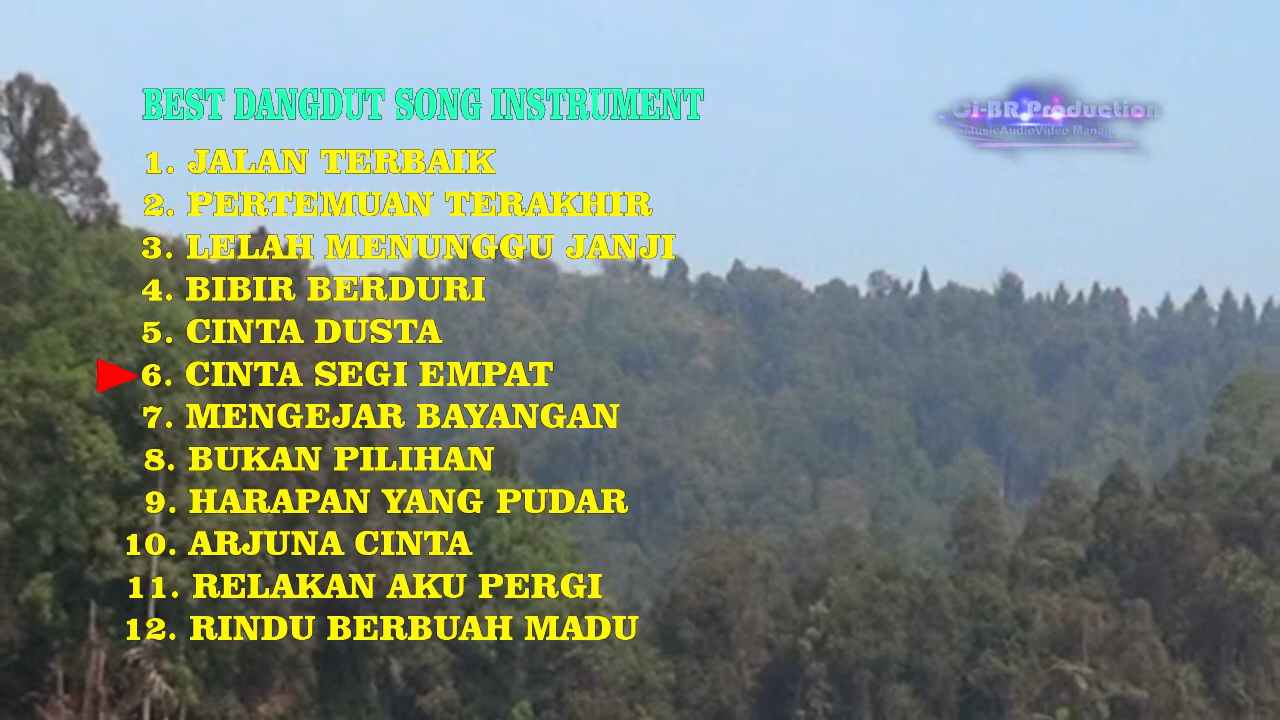 BEST DANGDUT SONG INSTRUMENT
Ci-BR Production
MusicAudioVideo
1. JALAN TERBAIK
2. PERTEMUAN TERAKHIR
3. LELAH MENUNGGU JANJI
4. BIBIR BERDURI
5. CINTA DUSTA
6. CINTA SEGI EMPAT
7. MENGEJAR BAYANGAN
8. BUKAN PILIHAN
9. HARAPAN YANG PUDAR
10. ARJUNA CINTA
11. RELAKAN AKU PERGI
12. RINDU BERBUAH MADU